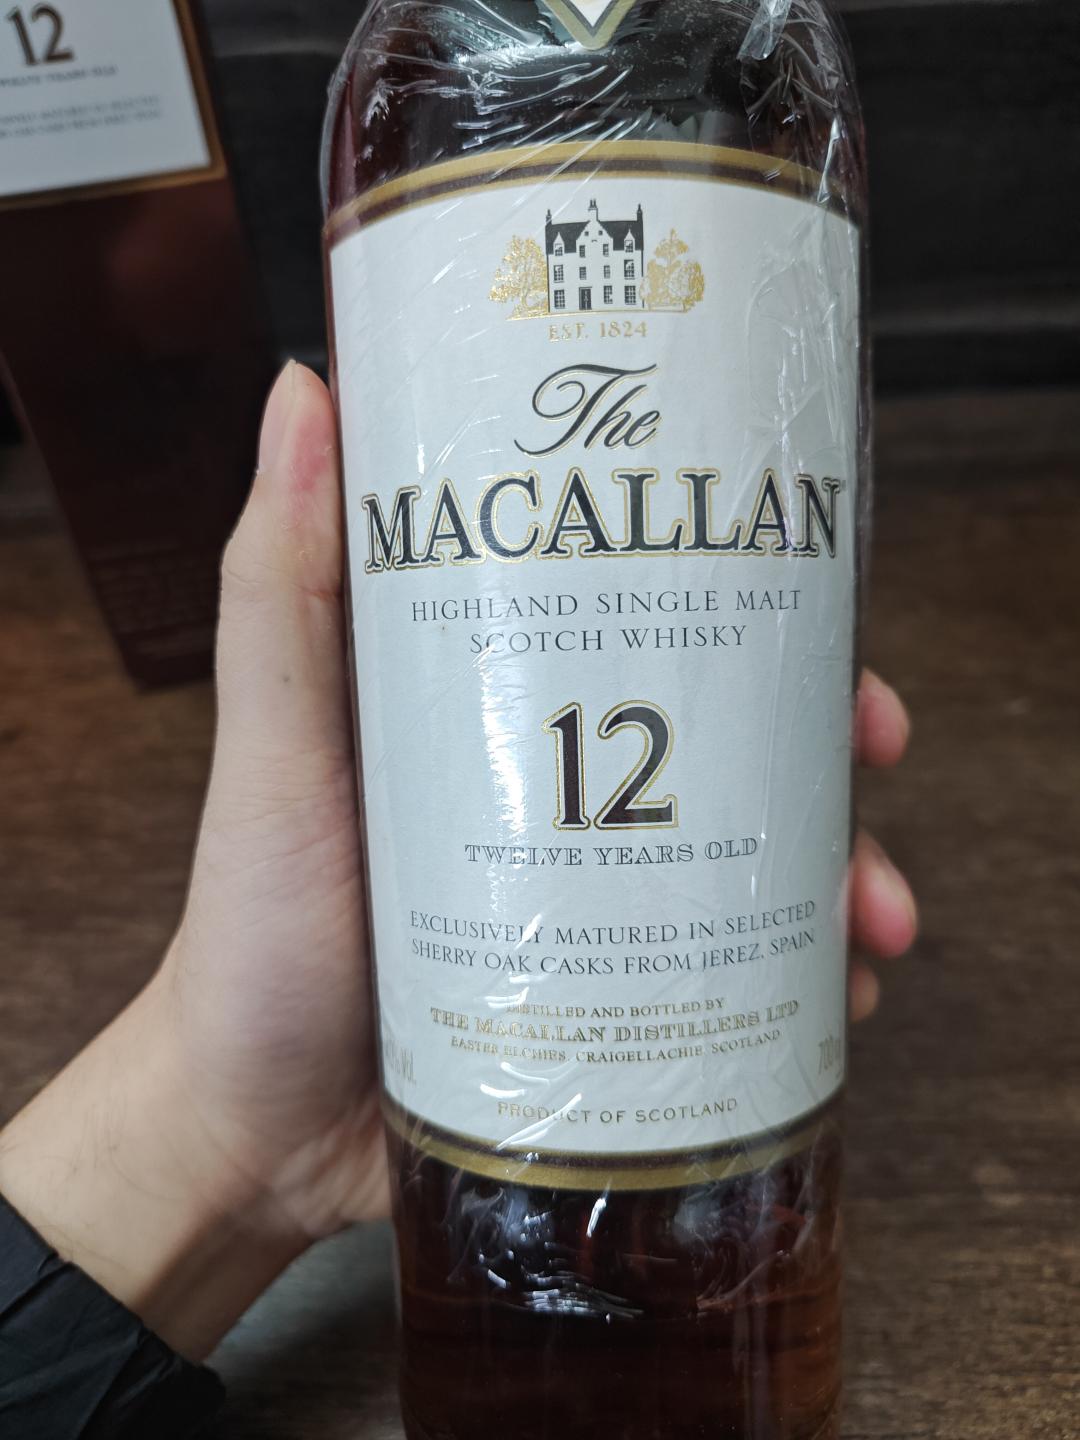 12
EST. 1824
The
MACALLAN
HIGHLAND SINGLE MALT
SCOTCH WHISKY
12
TWELVE YEARS OLD
EXCLUSIVELY MATURED IN SELECTED
SHERRY OAK CASKS FROM JEREZ, SPAIN
DISTILLED AND BOTTLED BY
THE MACALLAN DISTILLERS LTD
EASTER ELCHIES, CRAIGELLACHIE, SCOTLAND
Vol.
700
PRODUCT OF SCOTLAND